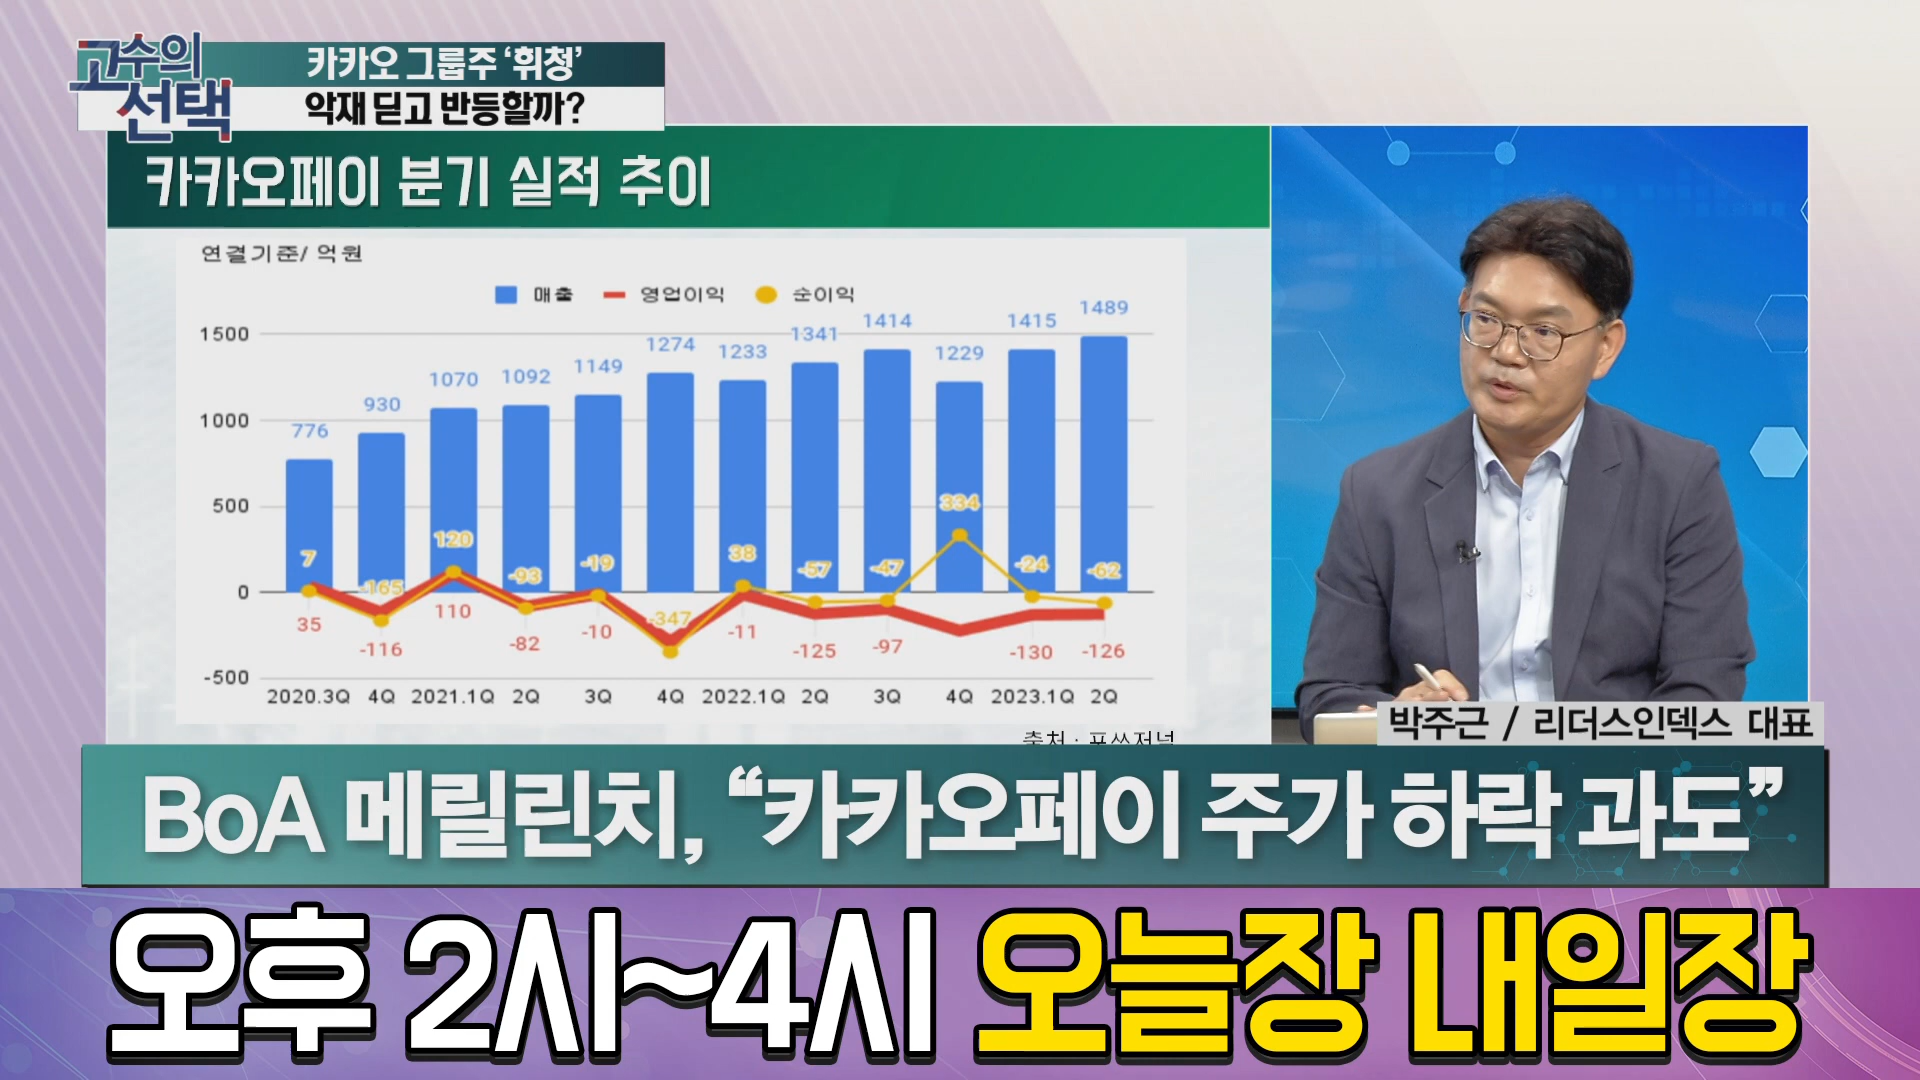 고수의
선택
카카오 그룹주 ‘휘청’
악재 딛고 반등할까?
카카오페이 분기 실적 추이
연결기준/ 억원
매출 영업이익 순이익
1500
1000
500
0
-500
776 930 1070 1092 1149 1274 1233 1341 1414 1229 1415 1489
7 -165 120 -93 -19 -347 38 -57 -47 334 -24 -62
35 -116 110 -82 -10 -11 -125 -97 -130 -126
2020.3Q 4Q 2021.1Q 2Q 3Q 4Q 2022.1Q 2Q 3Q 4Q 2023.1Q 2Q
출처 : 포쓰저널
박주근 / 리더스인덱스 대표
BoA 메릴린치, “카카오페이 주가 하락 과도”
오후 2시~4시 오늘장 내일장